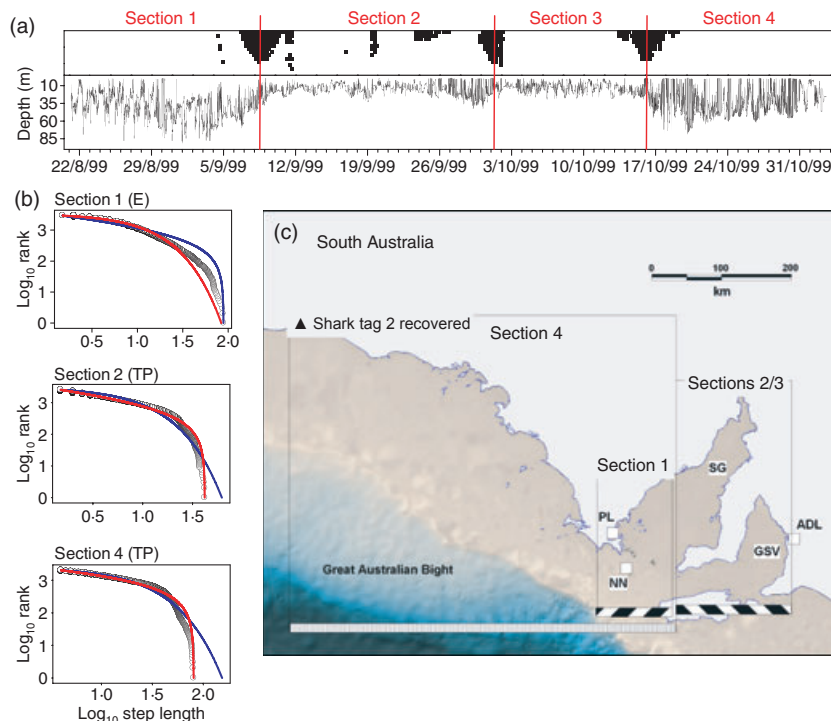 (a)
Section 1 Section 2 Section 3 Section 4
Depth (m)
10
35
60
85
22/8/99 29/8/99 5/9/99 12/9/99 19/9/99 26/9/99 3/10/99 10/10/99 17/10/99 24/10/99 31/10/99
(b)
Section 1 (E)
Log10 rank
3
2
1
0
0·5 1·0 1·5 2·0
Section 2 (TP)
Log10 rank
3
2
1
0
0·5 1·0 1·5
Section 4 (TP)
Log10 rank
3
2
1
0
1·0 1·5 2·0
Log10 step length
(c)
South Australia
0 100 200
km
▲ Shark tag 2 recovered
Section 4
Sections 2/3
Section 1
SG
PL
ADL
GSV
NN
Great Australian Bight